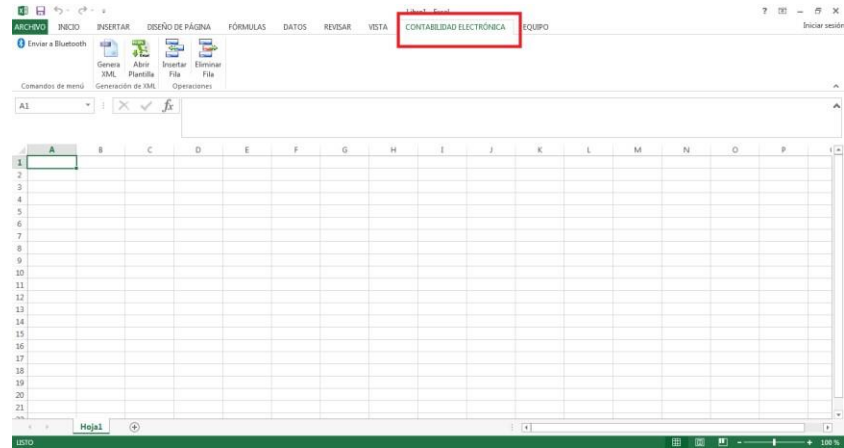 Libro1 - Excel
Iniciar sesión
ARCHIVO INICIO INSERTAR DISEÑO DE PÁGINA FÓRMULAS DATOS REVISAR VISTA CONTABILIDAD ELECTRÓNICA EQUIPO
Enviar a Bluetooth
Genera XML
Abrir Plantilla
Insertar Fila
Eliminar Fila
Comandos de menú Generación de XML Operaciones
A1
fx
A B C D E F G H I J K L M N O P
1
2
3
4
5
6
7
8
9
10
11
12
13
14
15
16
17
18
19
20
21
Hoja1
LISTO
100 %